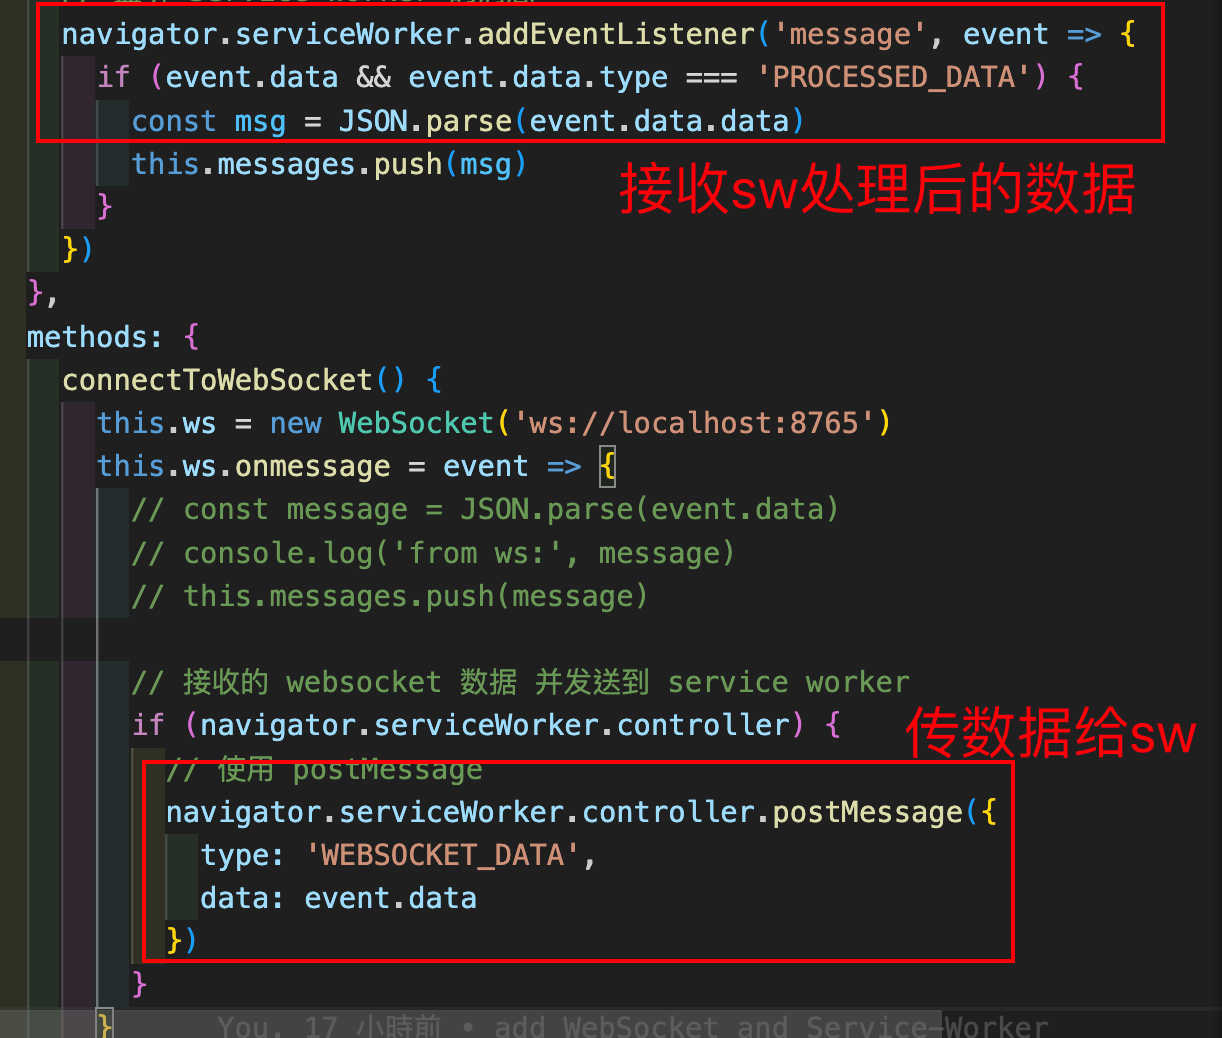 navigator.serviceWorker.addEventListener('message', event => {
if (event.data && event.data.type === 'PROCESSED_DATA') {
const msg = JSON.parse(event.data.data)
this.messages.push(msg)
接收sw处理后的数据
}
})
},
methods: {
connectToWebSocket() {
this.ws = new WebSocket('ws://localhost:8765')
this.ws.onmessage = event => {
// const message = JSON.parse(event.data)
// console.log('from ws:', message)
// this.messages.push(message)
// 接收的 websocket 数据 并发送到 service worker
if (navigator.serviceWorker.controller) {
传数据给sw
// 使用 postMessage
navigator.serviceWorker.controller.postMessage({
type: 'WEBSOCKET_DATA',
data: event.data
})
}
}
You, 17 小時前 • add WebSocket and Service-Worker